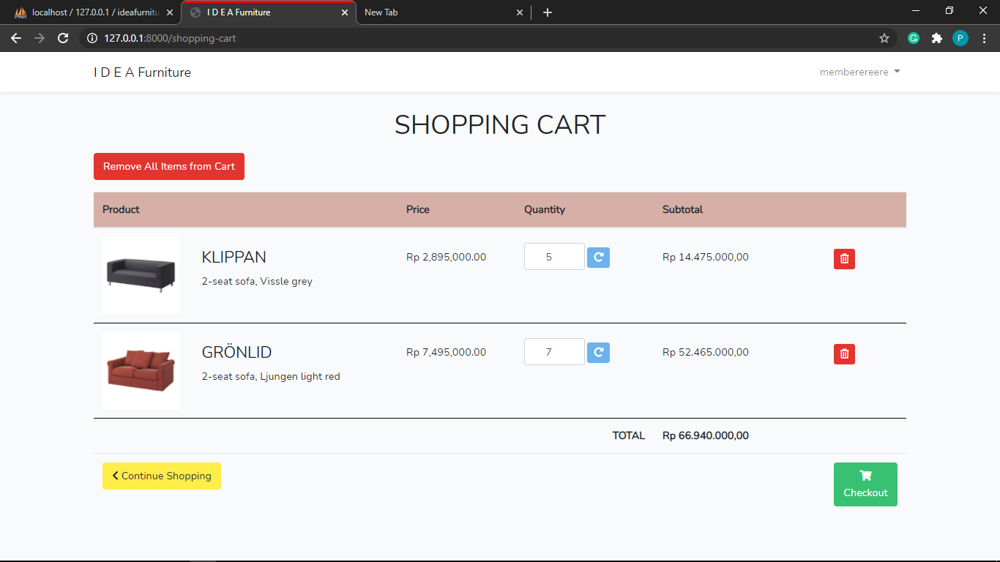 localhost / 127.0.0.1 / ideafurnitu
I D E A Furniture
New Tab
127.0.0.1:8000/shopping-cart
G
P
I D E A Furniture
memberereere
SHOPPING CART
Remove All Items from Cart
Product Price Quantity Subtotal
KLIPPAN Rp 2,895,000.00 5 Rp 14.475.000,00
2-seat sofa, Vissle grey
GRÖNLID Rp 7,495,000.00 7 Rp 52.465.000,00
2-seat sofa, Ljungen light red
TOTAL Rp 66.940.000,00
Continue Shopping
Checkout